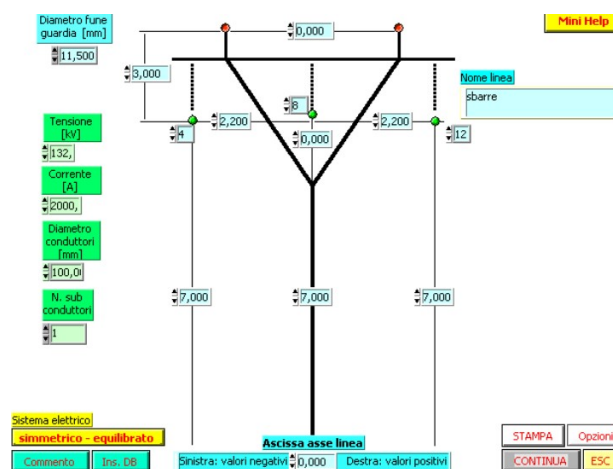 Diametro fune
guardia [mm]
11,500
0,000
Mini Help
3,000
Nome linea
sbarre
8
Tensione
[kV]
132,
4
2,200
0,000
2,200
12
Corrente
[A]
2000,
Diametro
conduttori
[mm]
100,0
N. sub
conduttori
1
7,000
7,000
7,000
Sistema elettrico
simmetrico - equilibrato
Commento
Ins. DB
Ascissa asse linea
Sinistra: valori negativi
0,000
Destra: valori positivi
STAMPA
Opzioni
CONTINUA
ESC